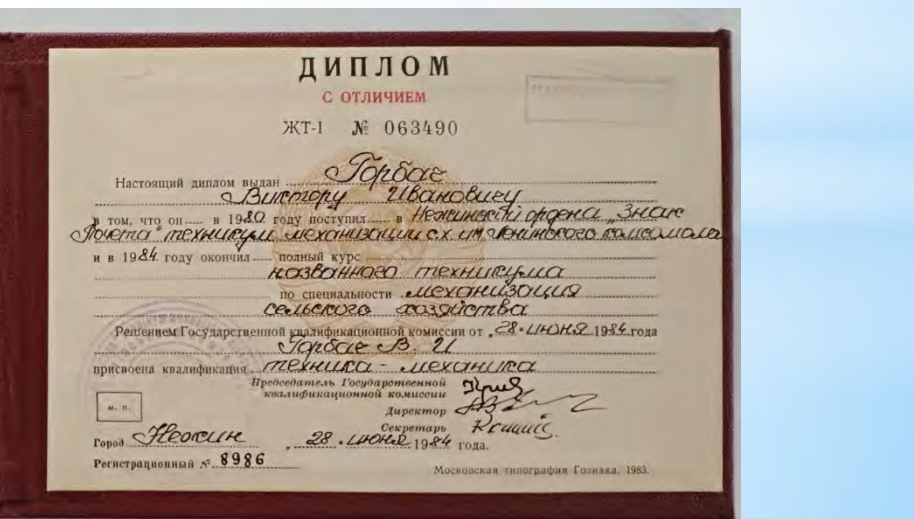 ДИПЛОМ
С ОТЛИЧИЕМ
ЖТ-I № 063490
Настоящий диплом выдан Горбас
Виктору Ивановичу
в том, что он в 1980 году поступил в Нежинский ордена „Знак
Почета" техникум механизации с.х. им. Ленинского комсомола
и в 1984 году окончил полный курс
названного техникума
по специальности механизация
сельского хозяйства
Решением Государственной квалификационной комиссии от 28 июня 1984 года
Горбас В. И
присвоена квалификация техника - механика
Председатель Государственной
квалификационной комиссии
Директор
Секретарь
м. п.
Город Нежин 28 июня 1984 года.
Регистрационный № 8986
Московская типография Гознака. 1983.